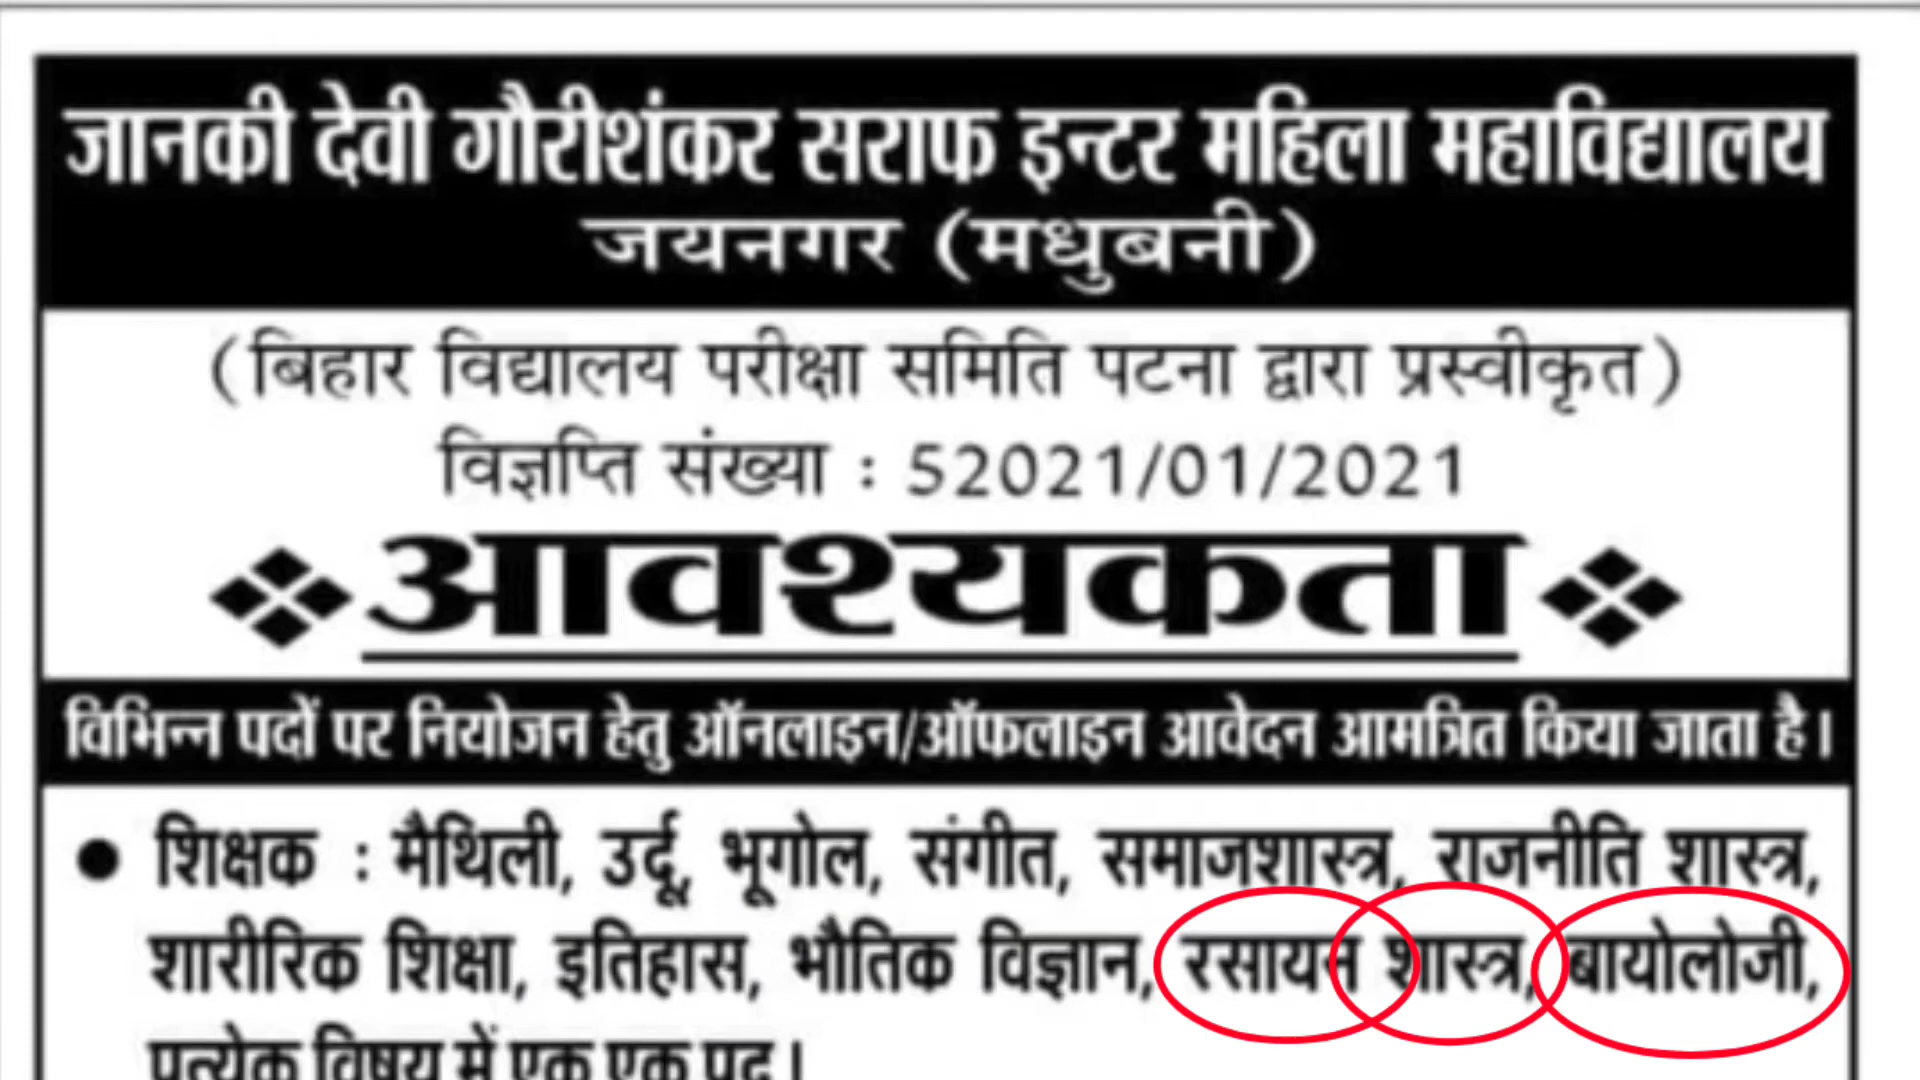 जानकी देवी गौरीशंकर सराफ इन्टर महिला महाविद्यालय
जयनगर (मधुबनी)
(बिहार विद्यालय परीक्षा समिति पटना द्वारा प्रस्वीकृत)
विज्ञप्ति संख्या : 52021/01/2021
आवश्यकता
विभिन्न पदों पर नियोजन हेतु ऑनलाइन/ऑफलाइन आवेदन आमत्रित किया जाता है।
● शिक्षक : मैथिली, उर्दू, भूगोल, संगीत, समाजशास्त्र, राजनीति शास्त्र,
शारीरिक शिक्षा, इतिहास, भौतिक विज्ञान, रसायन शास्त्र, बायोलोजी,
प्रत्येक विषय में एक एक पद।